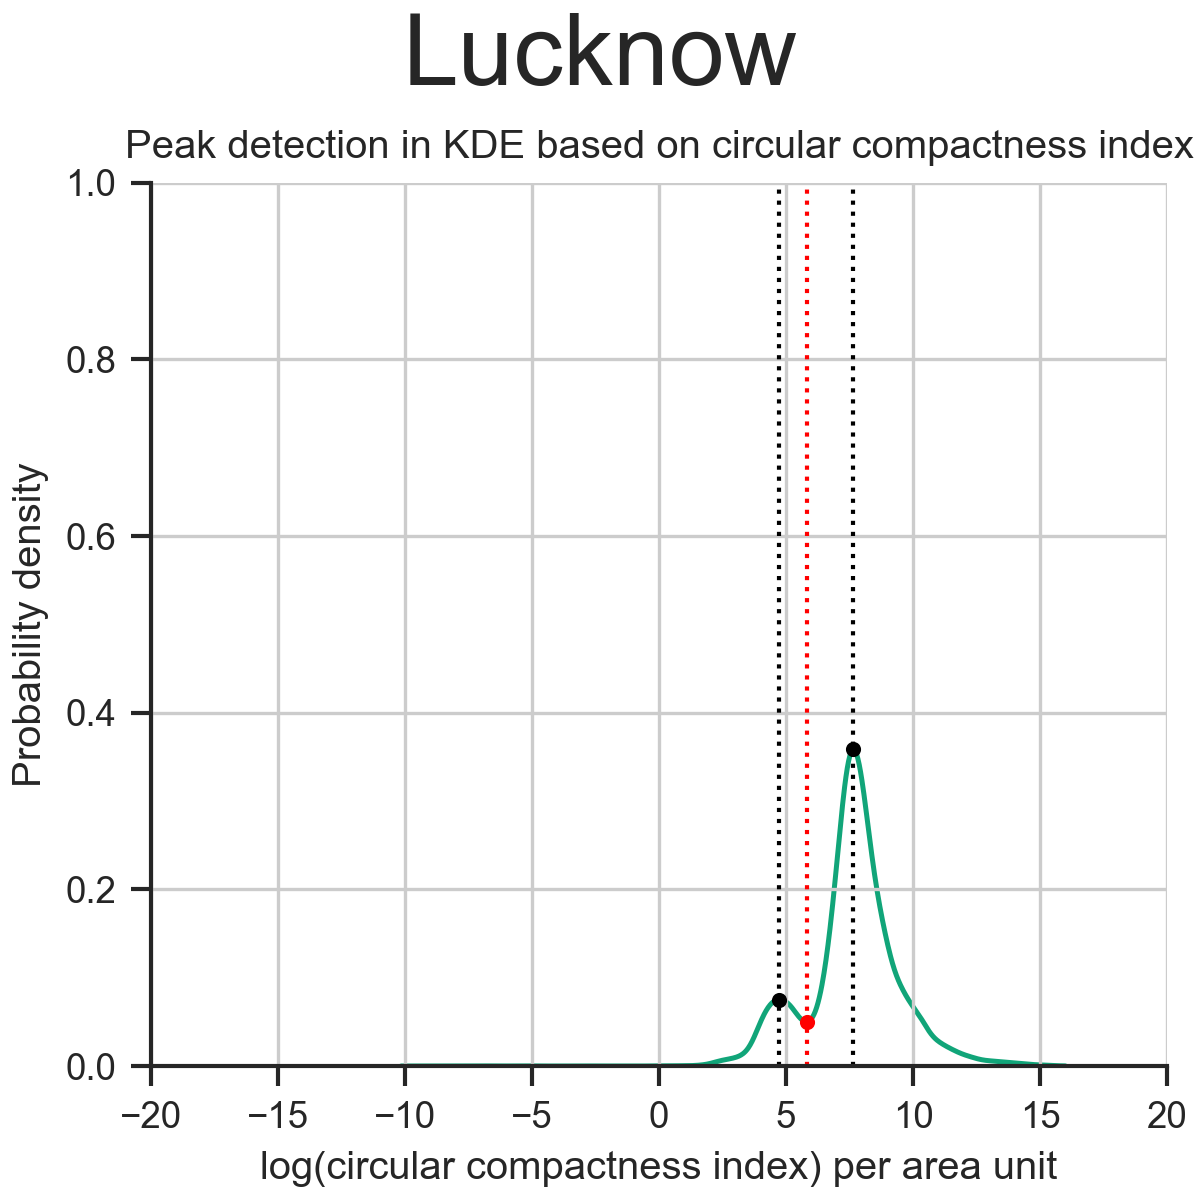 Lucknow
Peak detection in KDE based on circular compactness index
1.0
0.8
0.6
0.4
0.2
0.0
Probability density
−20 −15 −10 −5 0 5 10 15 20
log(circular compactness index) per area unit